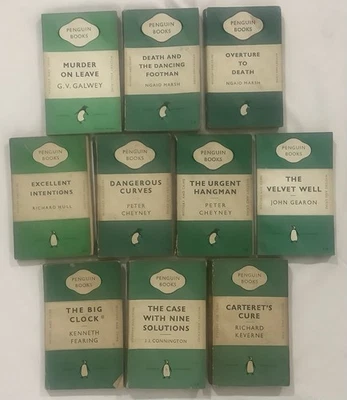 PENGUIN
BOOKS
MURDER
ON LEAVE
G. V. GALWEY
PENGUIN
BOOKS
DEATH AND
THE DANCING
FOOTMAN
NGAIO MARSH
PENGUIN
BOOKS
OVERTURE
TO
DEATH
NGAIO MARSH
PENGUIN
BOOKS
EXCELLENT
INTENTIONS
RICHARD HULL
PENGUIN
BOOKS
DANGEROUS
CURVES
PETER
CHEYNEY
PENGUIN
BOOKS
THE URGENT
HANGMAN
PETER
CHEYNEY
PENGUIN
BOOKS
THE
VELVET WELL
JOHN GEARON
PENGUIN
BOOKS
THE BIG
CLOCK
KENNETH
FEARING
PENGUIN
BOOKS
THE CASE
WITH NINE
SOLUTIONS
J. J. CONNINGTON
PENGUIN
BOOKS
CARTERET'S
CURE
RICHARD
KEVERNE